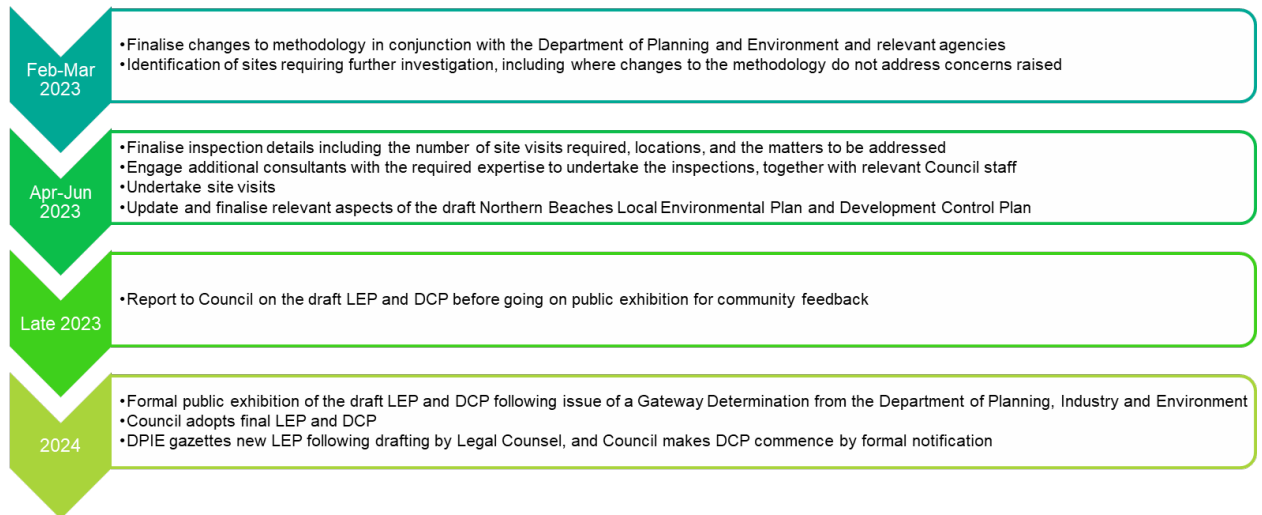 Feb-Mar
2023
•Finalise changes to methodology in conjunction with the Department of Planning and Environment and relevant agencies
•Identification of sites requiring further investigation, including where changes to the methodology do not address concerns raised
Apr-Jun
2023
•Finalise inspection details including the number of site visits required, locations, and the matters to be addressed
•Engage additional consultants with the required expertise to undertake the inspections, together with relevant Council staff
•Undertake site visits
•Update and finalise relevant aspects of the draft Northern Beaches Local Environmental Plan and Development Control Plan
Late 2023
•Report to Council on the draft LEP and DCP before going on public exhibition for community feedback
2024
•Formal public exhibition of the draft LEP and DCP following issue of a Gateway Determination from the Department of Planning, Industry and Environment
•Council adopts final LEP and DCP
•DPIE gazettes new LEP following drafting by Legal Counsel, and Council makes DCP commence by formal notification